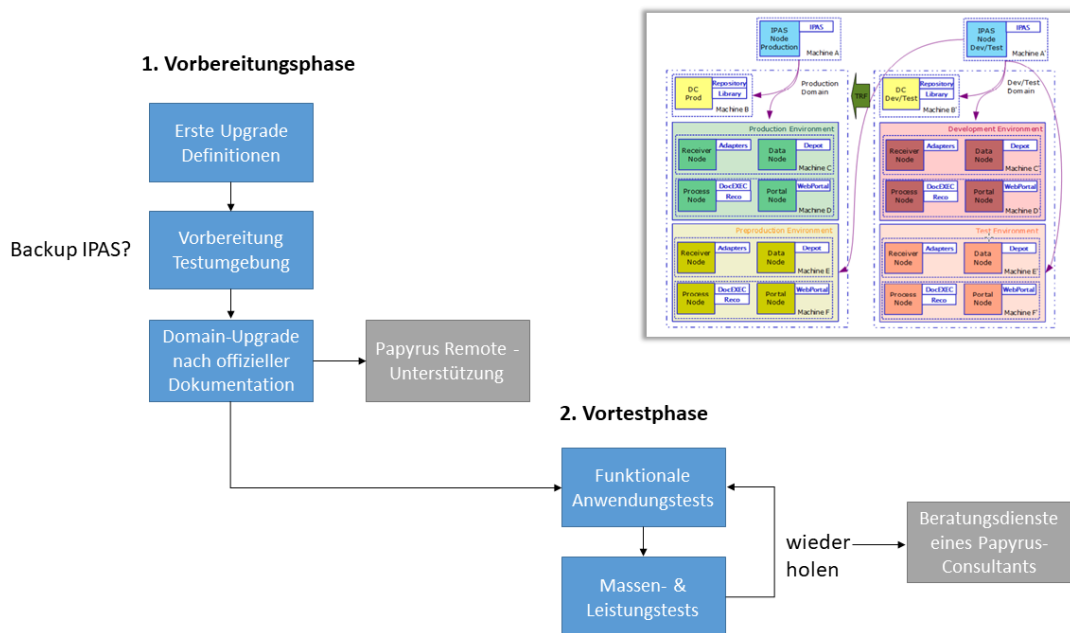 1. Vorbereitungsphase
Erste Upgrade
Definitionen
Backup IPAS?
Vorbereitung
Testumgebung
Domain-Upgrade
nach offizieller
Dokumentation
Papyrus Remote -
Unterstützung
2. Vortestphase
Funktionale
Anwendungstests
Massen- &
Leistungstests
wieder
holen
Beratungsdienste
eines Papyrus-
Consultants
IPAS
Node
Production
IPAS
Machine A
IPAS
Node
Dev/Test
IPAS
Machine A'
DC
Prod
Repository
Library
Machine B
Production
Domain
TRF
DC
Dev/Test
Repository
Library
Machine B'
Dev/Test
Domain
Production Environment
Receiver
Node
Adapters
Data
Node
Depot
Machine C
Process
Node
DocEXEC
Reco
Portal
Node
WebPortal
Machine D
Preproduction Environment
Receiver
Node
Adapters
Data
Node
Depot
Machine E
Process
Node
DocEXEC
Reco
Portal
Node
WebPortal
Machine F
Development Environment
Receiver
Node
Adapters
Data
Node
Depot
Machine C'
Process
Node
DocEXEC
Reco
Portal
Node
WebPortal
Machine D'
Test Environment
Receiver
Node
Adapters
Data
Node
Depot
Machine E'
Process
Node
DocEXEC
Reco
Portal
Node
WebPortal
Machine F'